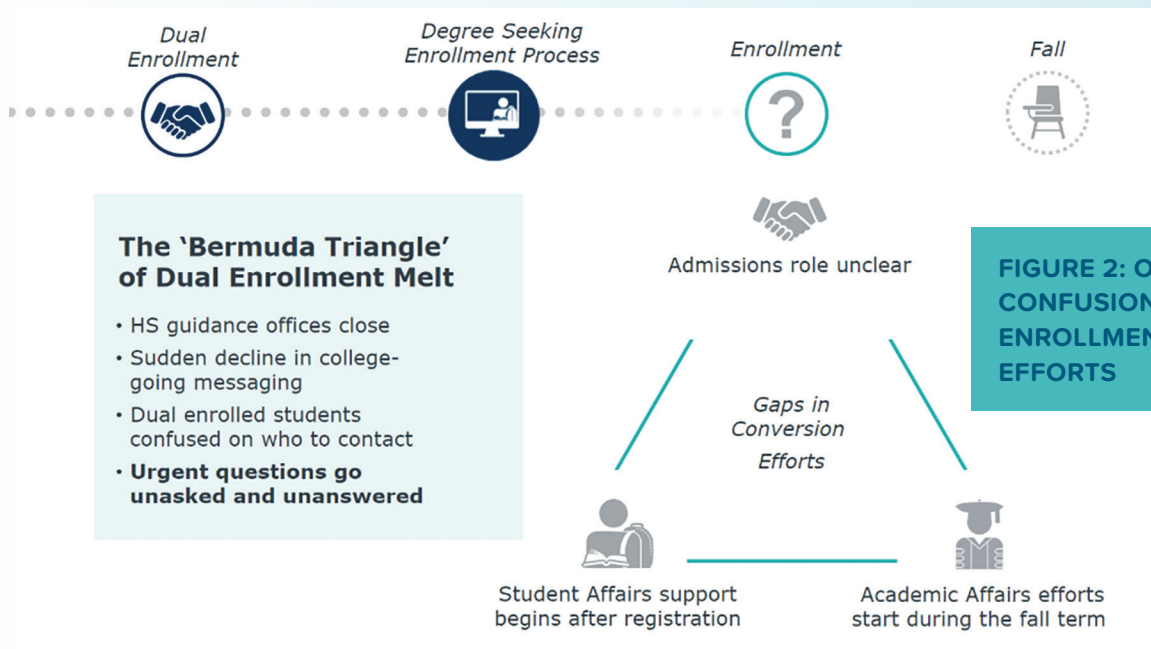 Dual
Enrollment
Degree Seeking
Enrollment Process
Enrollment
Fall
?
The ‘Bermuda Triangle’
of Dual Enrollment Melt
• HS guidance offices close
• Sudden decline in college-
going messaging
• Dual enrolled students
confused on who to contact
• Urgent questions go
unasked and unanswered
Admissions role unclear
Gaps in
Conversion
Efforts
Student Affairs support
begins after registration
Academic Affairs efforts
start during the fall term
FIGURE 2:
CONFUSION
EFFORTS